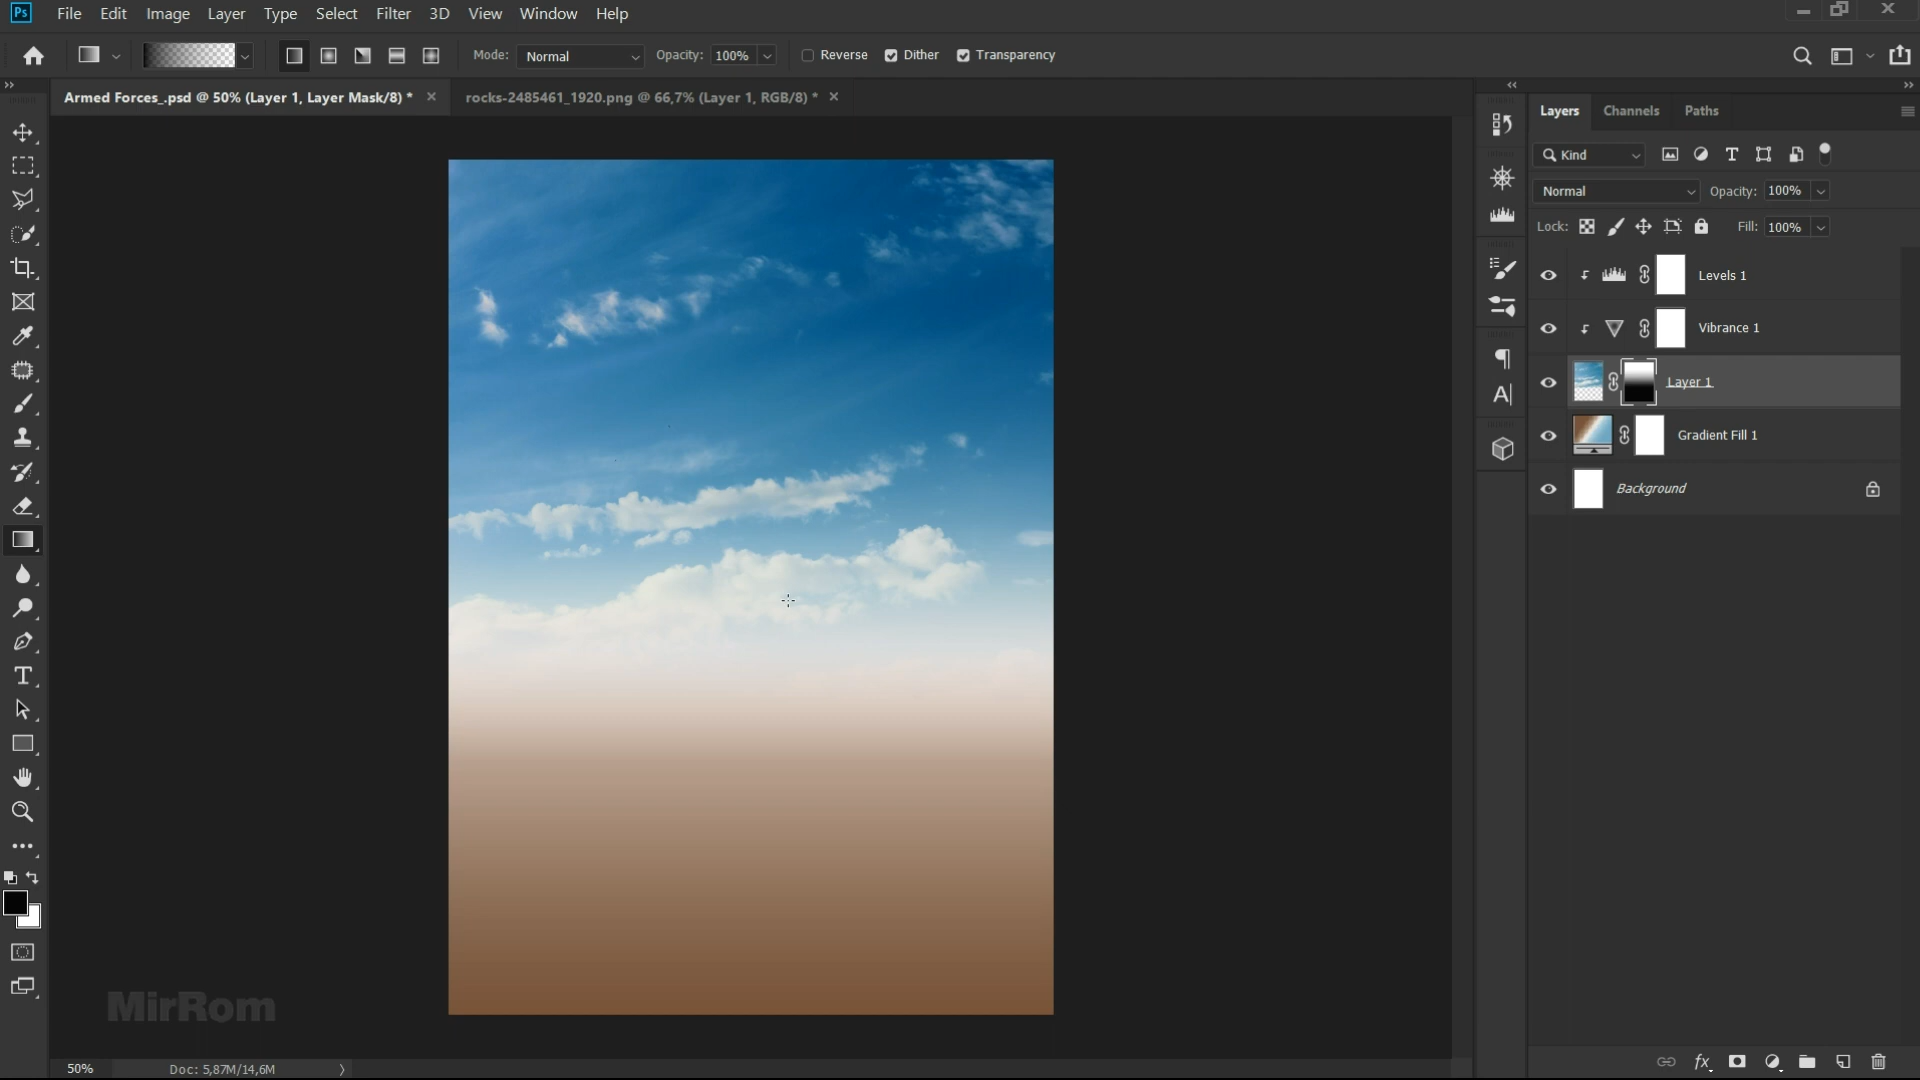 Ps File Edit Image Layer Type Select Filter 3D View Window Help
Mode: Normal Opacity: 100% Reverse Dither Transparency
Armed Forces_.psd @ 50% (Layer 1, Layer Mask/8) * × rocks-2485461_1920.png @ 66,7% (Layer 1, RGB/8) * ×
Layers Channels Paths
Kind
Normal Opacity: 100%
Lock: Fill: 100%
Levels 1
Vibrance 1
Layer 1
Gradient Fill 1
Background
MirRom
50% Doc: 5,87M/14,6M